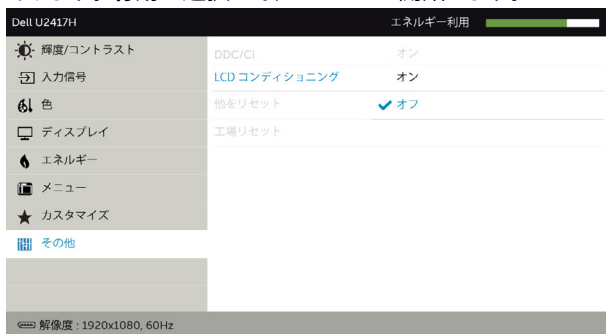 Dell U2417H エネルギー利用
輝度/コントラスト
DDC/CI オン
入力信号
LCD コンディショニング オン
色
他をリセット オフ
ディスプレイ
工場リセット
エネルギー
メニュー
カスタマイズ
その他
解像度 : 1920x1080, 60Hz